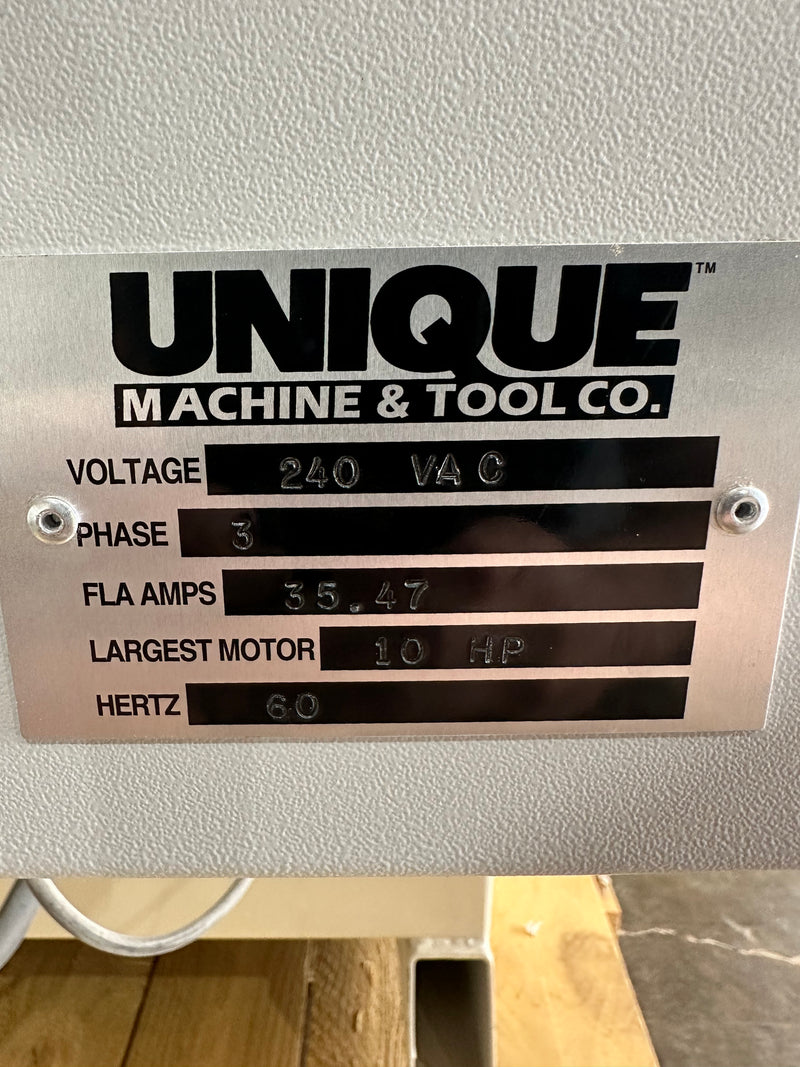 UNIQUE™
MACHINE & TOOL CO.
VOLTAGE 240 VAC
PHASE 3
FLA AMPS 35.47
LARGEST MOTOR 10 HP
HERTZ 60